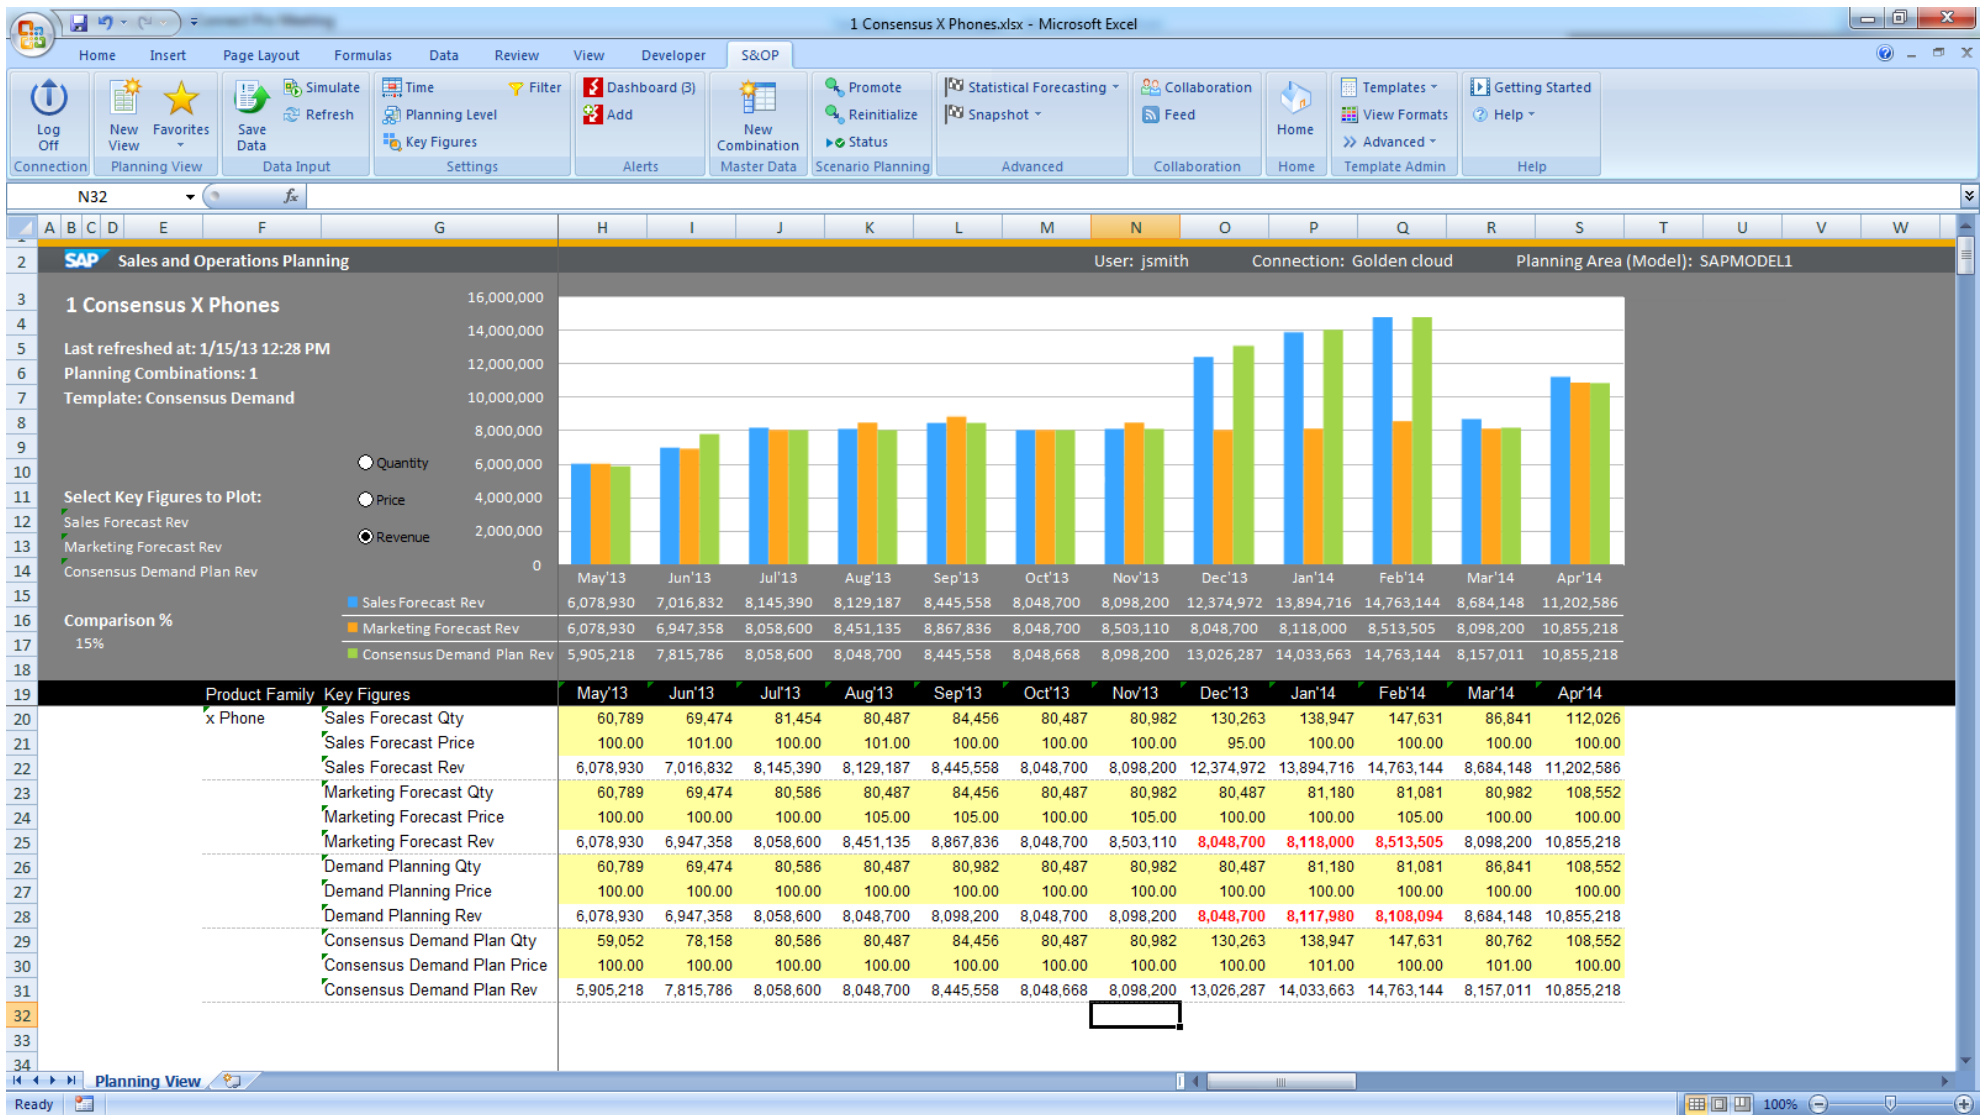 1 Consensus X Phones.xlsx - Microsoft Excel
Home Insert Page Layout Formulas Data Review View Developer S&OP
Log Off
Connection
New View
Favorites
Planning View
Save Data
Simulate
Refresh
Data Input
Time
Planning Level
Key Figures
Filter
Settings
Dashboard (3)
Add
Alerts
New Combination
Master Data
Promote
Reinitialize
Status
Scenario Planning
Statistical Forecasting
Snapshot
Advanced
Collaboration
Feed
Collaboration
Home
Home
Templates
View Formats
Advanced
Template Admin
Getting Started
Help
Help
N32 fx
A B C D E F G H I J K L M N O P Q R S T U V W
2 SAP Sales and Operations Planning User: jsmith Connection: Golden cloud Planning Area (Model): SAPMODEL1
3 1 Consensus X Phones 16,000,000
4 14,000,000
5 Last refreshed at: 1/15/13 12:28 PM
6 Planning Combinations: 1 12,000,000
7 Template: Consensus Demand 10,000,000
8 8,000,000
9
10 Quantity 6,000,000
11 Select Key Figures to Plot: Price 4,000,000
12 Sales Forecast Rev
13 Marketing Forecast Rev Revenue 2,000,000
14 Consensus Demand Plan Rev 0
May'13 Jun'13 Jul'13 Aug'13 Sep'13 Oct'13 Nov'13 Dec'13 Jan'14 Feb'14 Mar'14 Apr'14
15 Sales Forecast Rev 6,078,930 7,016,832 8,145,390 8,129,187 8,445,558 8,048,700 8,098,200 12,374,972 13,894,716 14,763,144 8,684,148 11,202,586
16 Comparison % Marketing Forecast Rev 6,078,930 6,947,358 8,058,600 8,451,135 8,867,836 8,048,700 8,503,110 8,048,700 8,118,000 8,513,505 8,098,200 10,855,218
17 15% Consensus Demand Plan Rev 5,905,218 7,815,786 8,058,600 8,048,700 8,445,558 8,048,668 8,098,200 13,026,287 14,033,663 14,763,144 8,157,011 10,855,218
18
19 Product Family Key Figures May'13 Jun'13 Jul'13 Aug'13 Sep'13 Oct'13 Nov'13 Dec'13 Jan'14 Feb'14 Mar'14 Apr'14
20 x Phone Sales Forecast Qty 60,789 69,474 81,454 80,487 84,456 80,487 80,982 130,263 138,947 147,631 86,841 112,026
21 Sales Forecast Price 100.00 101.00 100.00 101.00 100.00 100.00 100.00 95.00 100.00 100.00 100.00 100.00
22 Sales Forecast Rev 6,078,930 7,016,832 8,145,390 8,129,187 8,445,558 8,048,700 8,098,200 12,374,972 13,894,716 14,763,144 8,684,148 11,202,586
23 Marketing Forecast Qty 60,789 69,474 80,586 80,487 84,456 80,487 80,982 80,487 81,180 81,081 80,982 108,552
24 Marketing Forecast Price 100.00 100.00 100.00 105.00 105.00 100.00 105.00 100.00 100.00 105.00 100.00 100.00
25 Marketing Forecast Rev 6,078,930 6,947,358 8,058,600 8,451,135 8,867,836 8,048,700 8,503,110 8,048,700 8,118,000 8,513,505 8,098,200 10,855,218
26 Demand Planning Qty 60,789 69,474 80,586 80,487 80,982 80,487 80,982 80,487 81,180 81,081 86,841 108,552
27 Demand Planning Price 100.00 100.00 100.00 100.00 100.00 100.00 100.00 100.00 100.00 100.00 100.00 100.00
28 Demand Planning Rev 6,078,930 6,947,358 8,058,600 8,048,700 8,098,200 8,048,700 8,098,200 8,048,700 8,117,980 8,108,094 8,684,148 10,855,218
29 Consensus Demand Plan Qty 59,052 78,158 80,586 80,487 84,456 80,487 80,982 130,263 138,947 147,631 80,762 108,552
30 Consensus Demand Plan Price 100.00 100.00 100.00 100.00 100.00 100.00 100.00 100.00 101.00 100.00 101.00 100.00
31 Consensus Demand Plan Rev 5,905,218 7,815,786 8,058,600 8,048,700 8,445,558 8,048,668 8,098,200 13,026,287 14,033,663 14,763,144 8,157,011 10,855,218
32
33
34
Planning View
Ready 100%